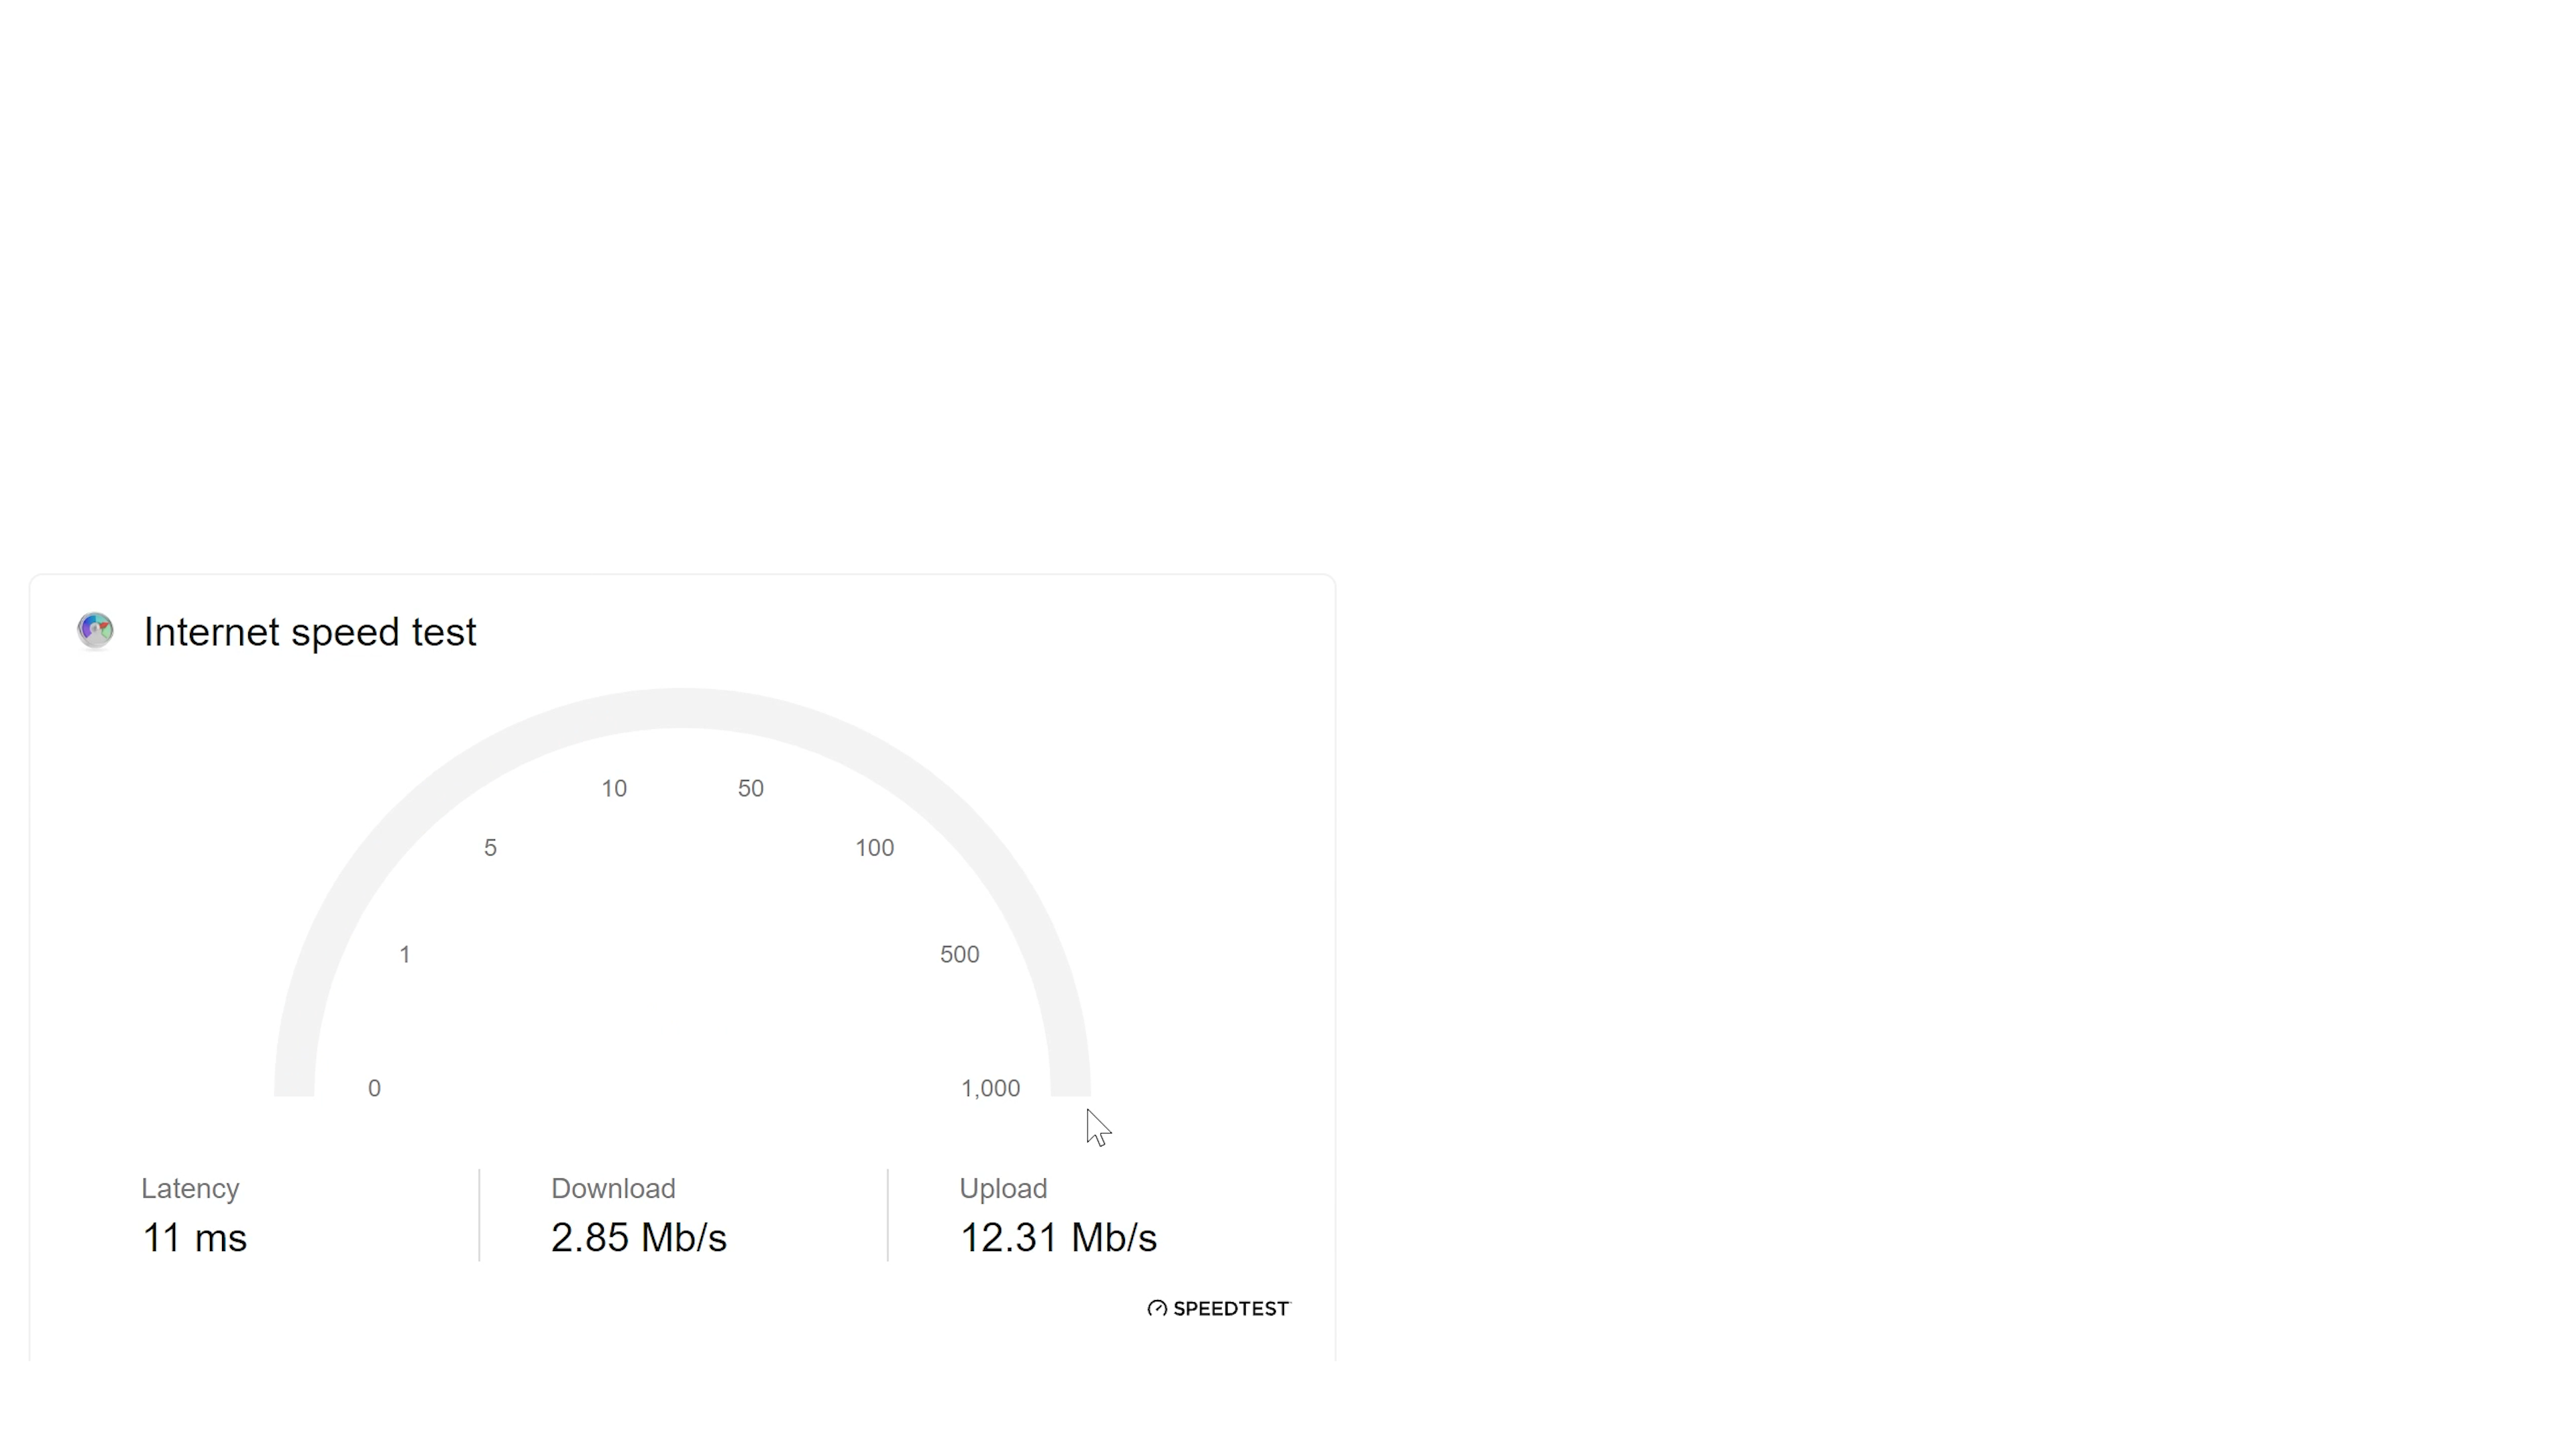 Internet speed test
10 50
5 100
1 500
0 1,000
Latency Download Upload
11 ms 2.85 Mb/s 12.31 Mb/s
SPEEDTEST